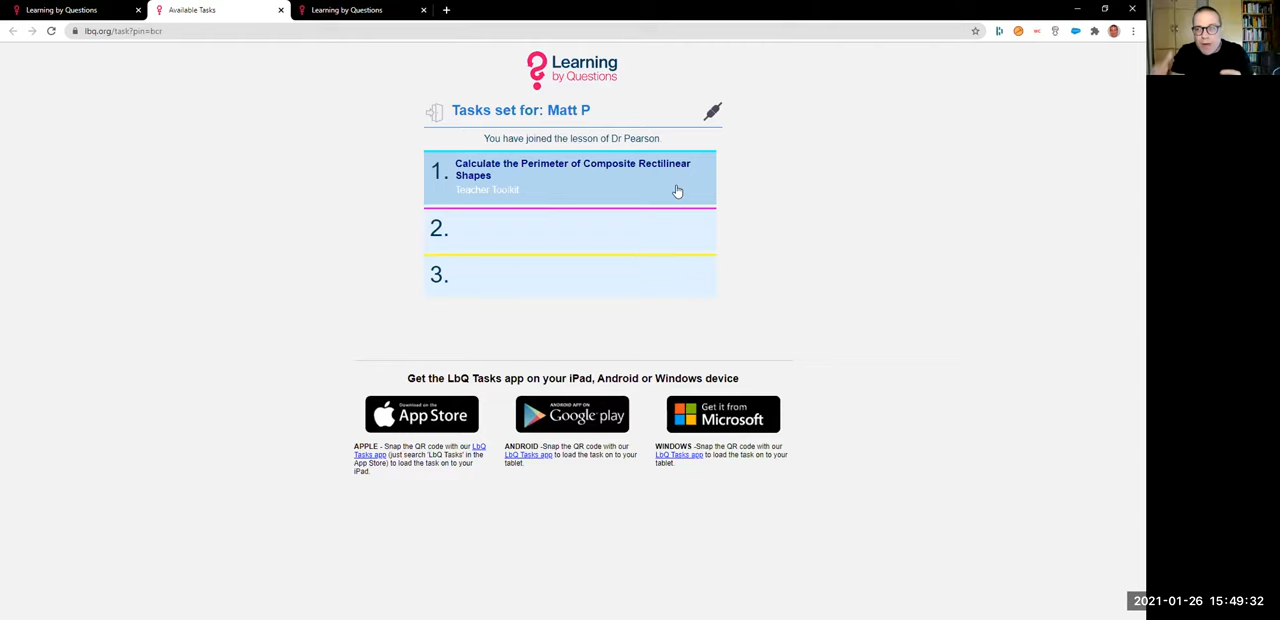 Learning by Questions
Available Tasks
Learning by Questions
lbq.org/task?pin=bcr
Learning
by Questions
Tasks set for: Matt P
You have joined the lesson of Dr Pearson.
1. Calculate the Perimeter of Composite Rectilinear
Shapes
Teacher Toolkit
2.
3.
Get the LbQ Tasks app on your iPad, Android or Windows device
Download on the
App Store
ANDROID APP ON
Google play
Get it from
Microsoft
APPLE - Snap the QR code with our LbQ
Tasks app (just search 'LbQ Tasks' in the
App Store) to load the task on to your
iPad.
ANDROID -Snap the QR code with our
LbQ Tasks app to load the task on to your
tablet.
WINDOWS -Snap the QR code with our
LbQ Tasks app to load the task on to your
tablet.
2021-01-26 15:49:32